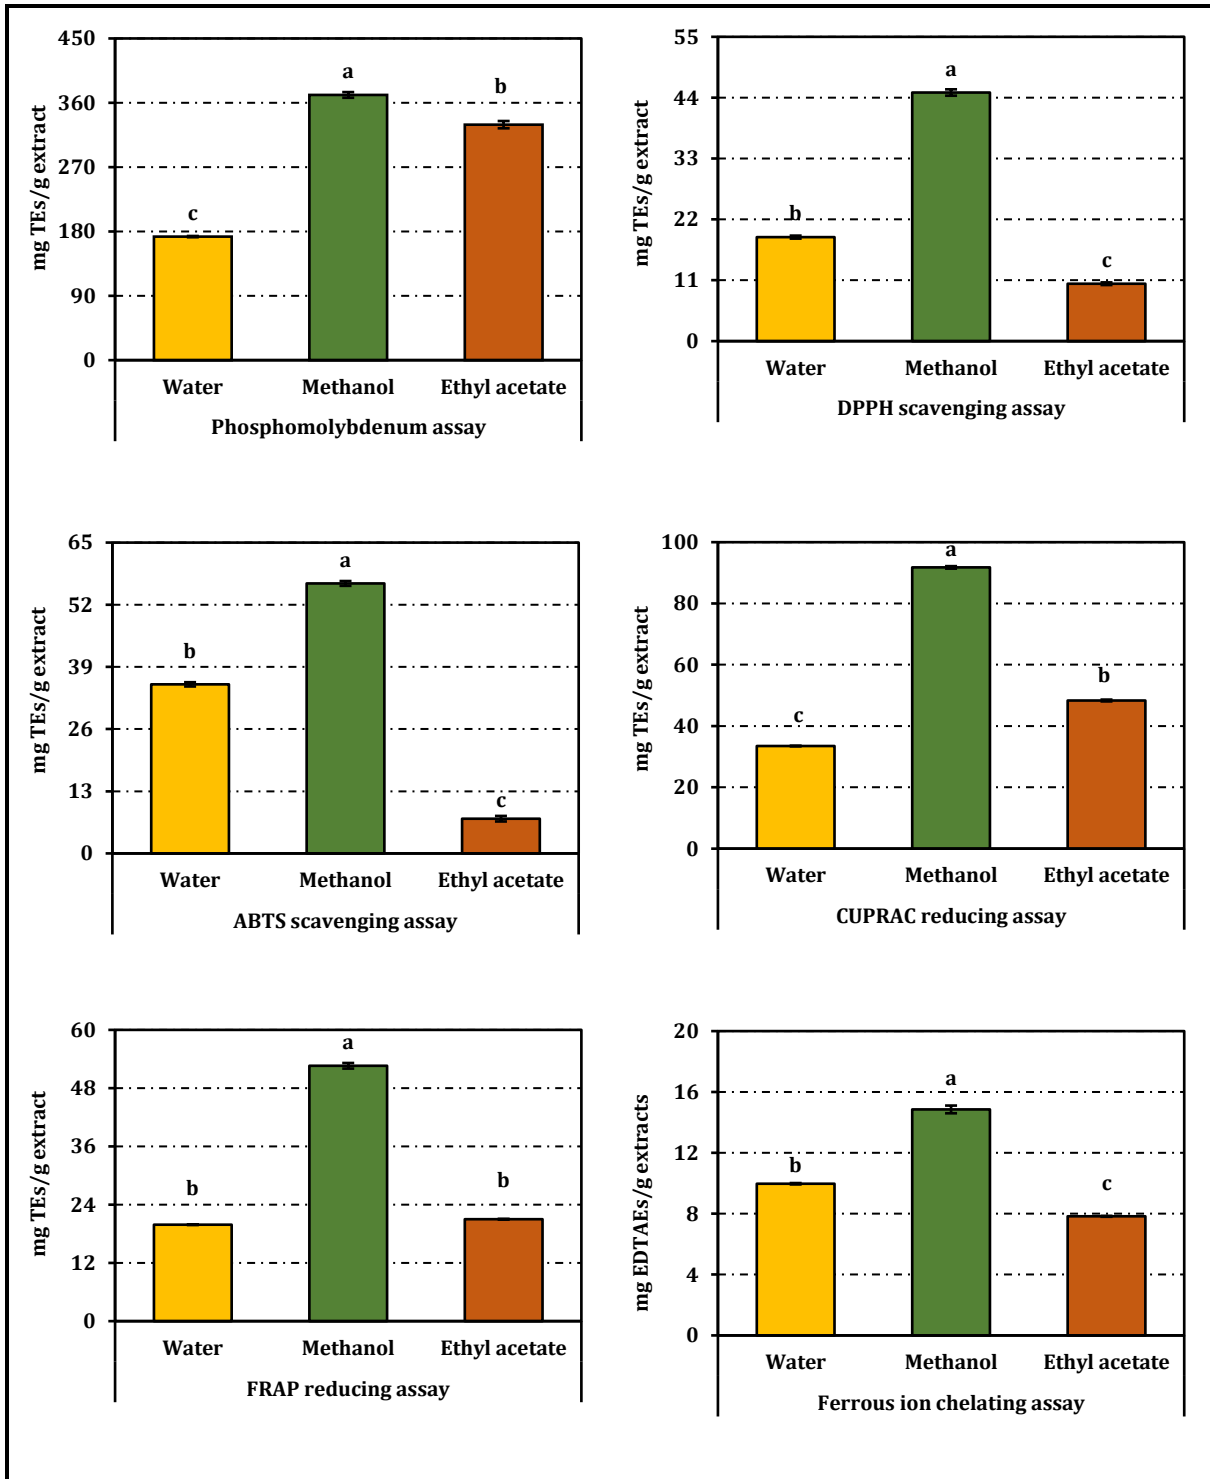 450
360
270
180
90
0
mg TEs/g extract
c
a
b
Water Methanol Ethyl acetate
Phosphomolybdenum assay
55
44
33
22
11
0
mg TEs/g extract
b
a
c
Water Methanol Ethyl acetate
DPPH scavenging assay
65
52
39
26
13
0
mg TEs/g extract
b
a
c
Water Methanol Ethyl acetate
ABTS scavenging assay
100
80
60
40
20
0
mg TEs/g extract
c
a
b
Water Methanol Ethyl acetate
CUPRAC reducing assay
60
48
36
24
12
0
mg TEs/g extract
b
a
b
Water Methanol Ethyl acetate
FRAP reducing assay
20
16
12
8
4
0
mg EDTAEs/g extracts
b
a
c
Water Methanol Ethyl acetate
Ferrous ion chelating assay